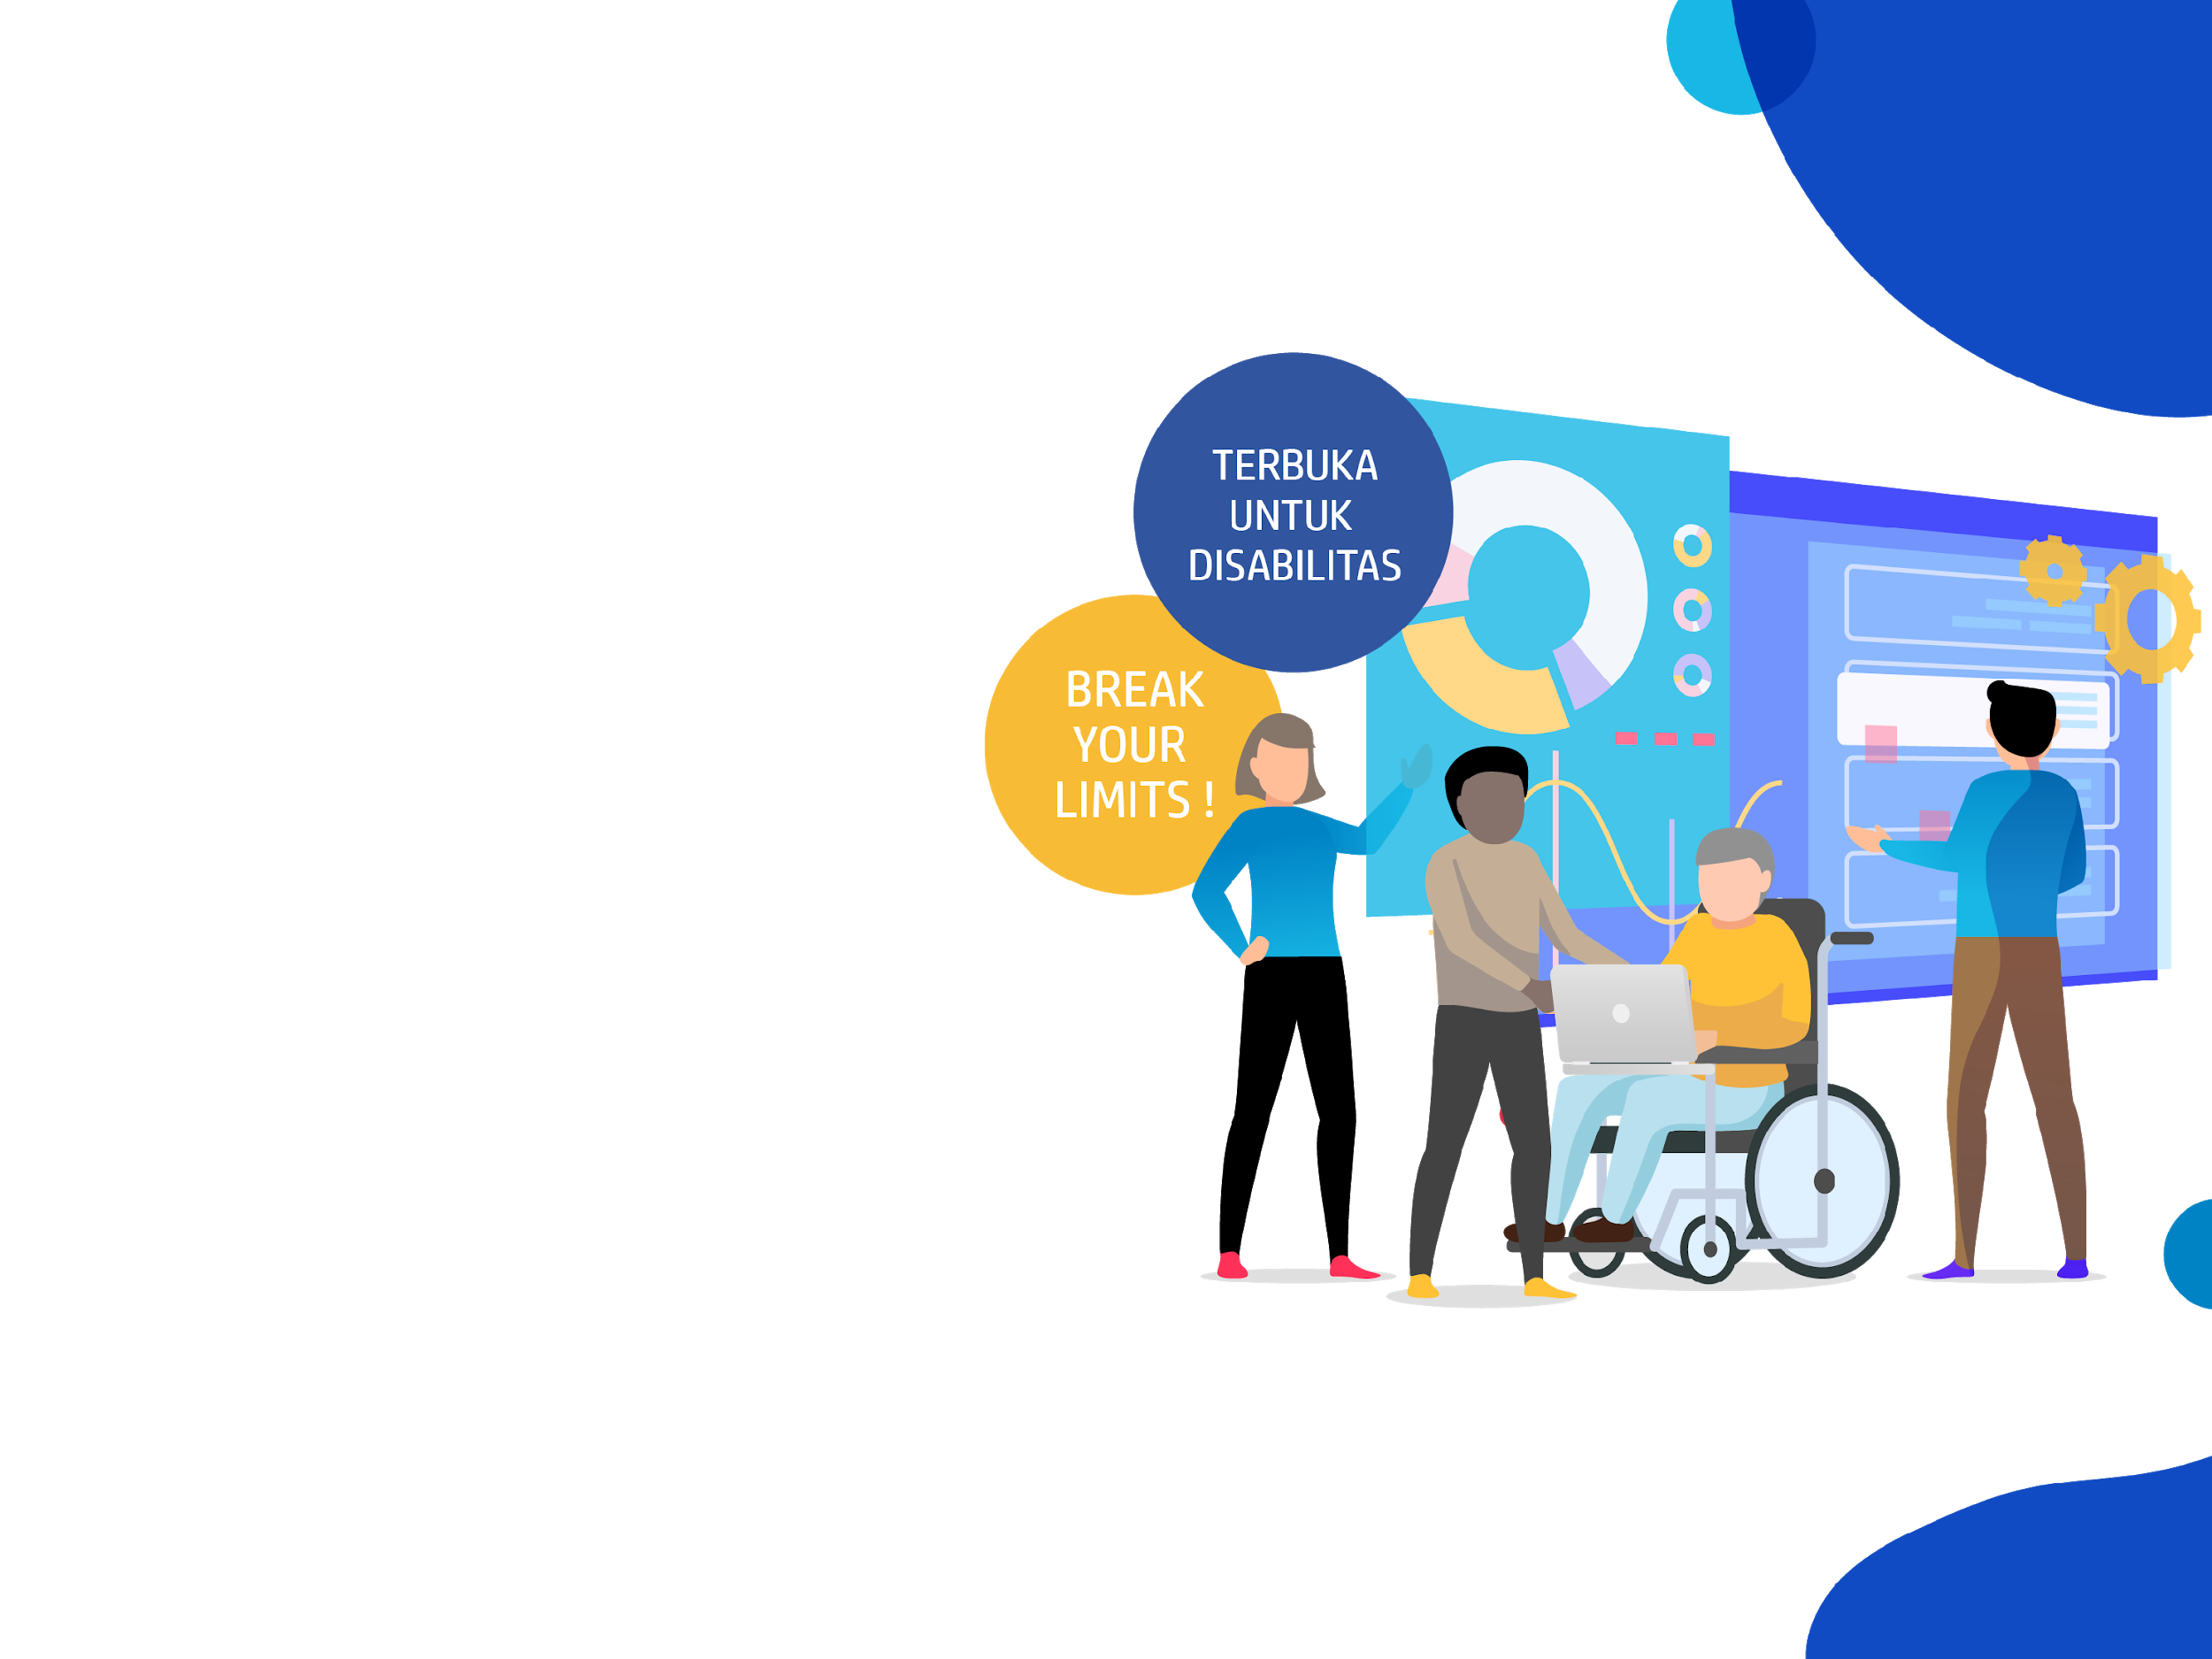 TERBUKA
UNTUK
DISABILITAS
BREAK
YOUR
LIMITS !